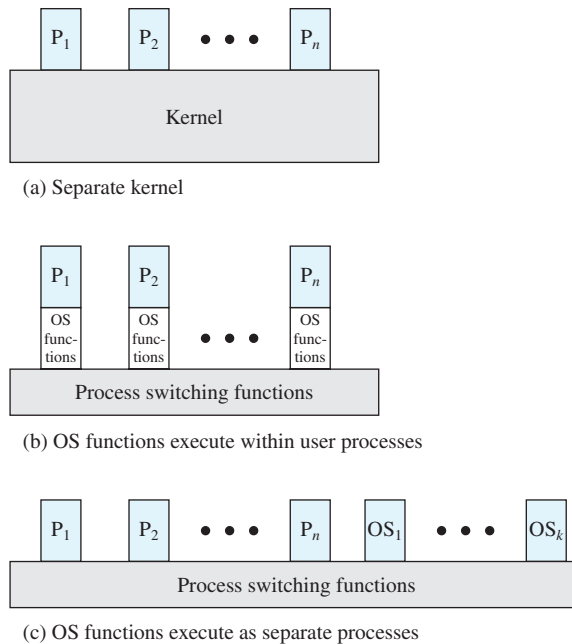 P₁ P₂ • • • Pₙ
Kernel
(a) Separate kernel
P₁ P₂ • • • Pₙ
OS func- tions OS func- tions OS func- tions
Process switching functions
(b) OS functions execute within user processes
P₁ P₂ • • • Pₙ OS₁ • • • OSₖ
Process switching functions
(c) OS functions execute as separate processes